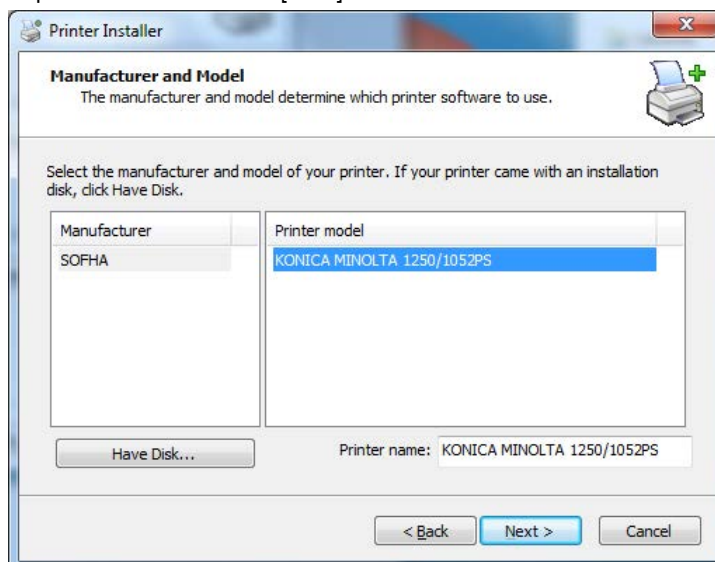 Printer Installer
Manufacturer and Model
The manufacturer and model determine which printer software to use.
Select the manufacturer and model of your printer. If your printer came with an installation
disk, click Have Disk.
Manufacturer
Printer model
SOFHA
KONICA MINOLTA 1250/1052PS
Have Disk...
Printer name: KONICA MINOLTA 1250/1052PS
< Back
Next >
Cancel